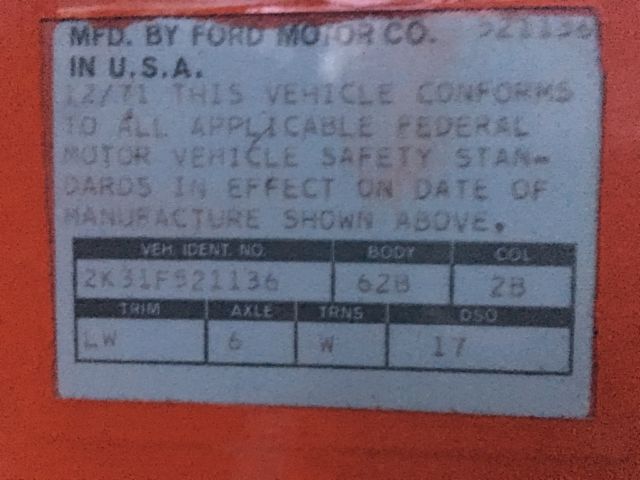 MFD. BY FORD MOTOR CO. 521136
IN U.S.A.
12/71 THIS VEHICLE CONFORMS
TO ALL APPLICABLE FEDERAL
MOTOR VEHICLE SAFETY STAN-
DARDS IN EFFECT ON DATE OF
MANUFACTURE SHOWN ABOVE.
VEH. IDENT. NO. BODY COL
2K31F521136 62B 2B
TRIM AXLE TRNS DSO
LW 6 W 17